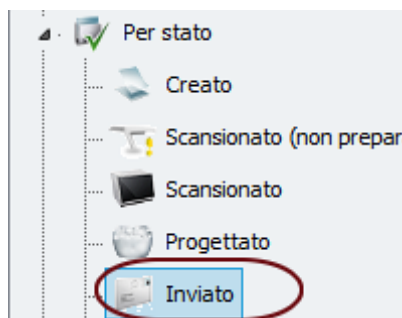 Per stato
Creato
Scansionato (non prepar
Scansionato
Progettato
Inviato